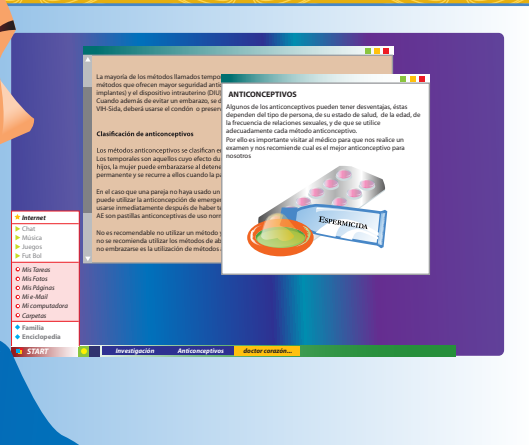 La mayoría de los métodos llamados tempo
métodos que ofrecen mayor seguridad anti
implantes) y el dispositivo intrauterino (DIU)
Cuando además de evitar un embarazo, se d
VIH-Sida, deberá usarse el condón o presen
Clasificación de anticonceptivos
Los métodos anticonceptivos se clasifican e
Los temporales son aquellos cuyo efecto du
hijos, la mujer puede embarazarse al detene
permanente y se recurre a ellos cuando la pa
En el caso que una pareja no haya usado un
puede utilizar la anticoncepción de emergen
usarse inmediatamente después de haber te
AE son pastillas anticonceptivas de uso norm
No es recomendable no utilizar un método y
no se recomienda utilizar los métodos de ab
no embrazarse es la utilización de métodos
ANTICONCEPTIVOS
Algunos de los anticonceptivos pueden tener desventajas, éstas
dependen del tipo de persona, de su estado de salud, de la edad, de
la frecuencia de relaciones sexuales, y de que se utilice
adecuadamente cada método anticonceptivo.
Por ello es importante visitar al médico para que nos realice un
examen y nos recomiende cual es el mejor anticonceptivo para
nosotros
ESPERMICIDA
Internet
Chat
Música
Juegos
Fut Bol
Mis Tareas
Mis Fotos
Mis Páginas
Mi e-Mail
Mi computadora
Carpetas
Familia
Enciclopedia
START
Investigación
Anticonceptivos
doctor corazón...